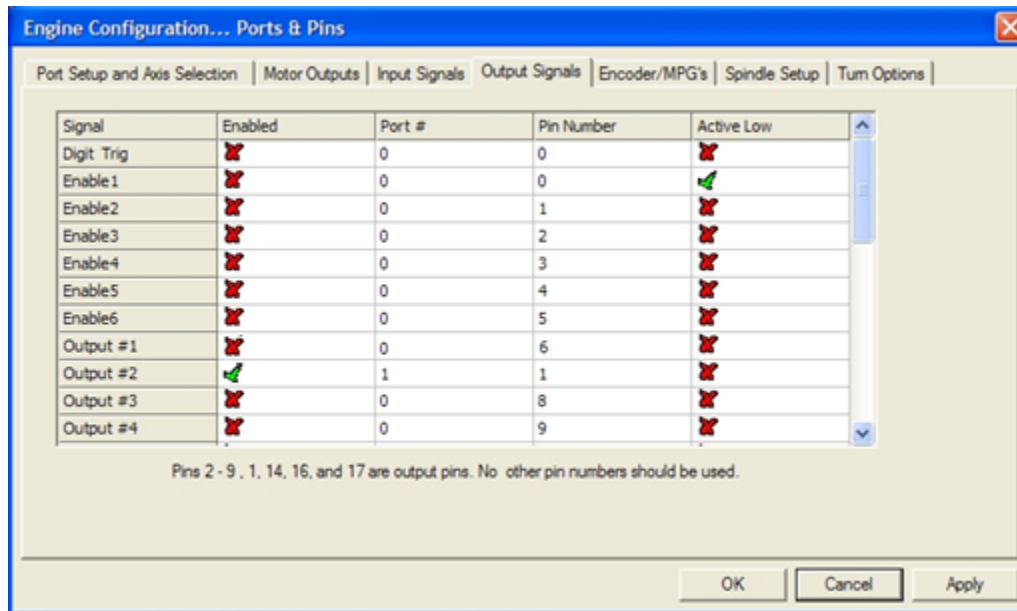 Engine Configuration... Ports & Pins
Port Setup and Axis Selection Motor Outputs Input Signals Output Signals Encoder/MPG's Spindle Setup Turn Options
Signal Enabled Port # Pin Number Active Low
Digit Trig 0 0
Enable1 0 0
Enable2 0 1
Enable3 0 2
Enable4 0 3
Enable5 0 4
Enable6 0 5
Output #1 0 6
Output #2 1 1
Output #3 0 8
Output #4 0 9
Pins 2 - 9 , 1, 14, 16, and 17 are output pins. No other pin numbers should be used.
OK Cancel Apply